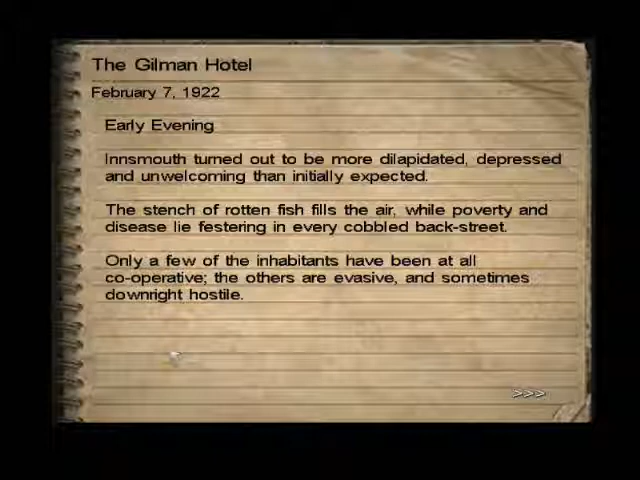 The Gilman Hotel
February 7, 1922
Early Evening
Innsmouth turned out to be more dilapidated, depressed
and unwelcoming than initially expected.
The stench of rotten fish fills the air, while poverty and
disease lie festering in every cobbled back-street.
Only a few of the inhabitants have been at all
co-operative; the others are evasive, and sometimes
downright hostile.
>>>